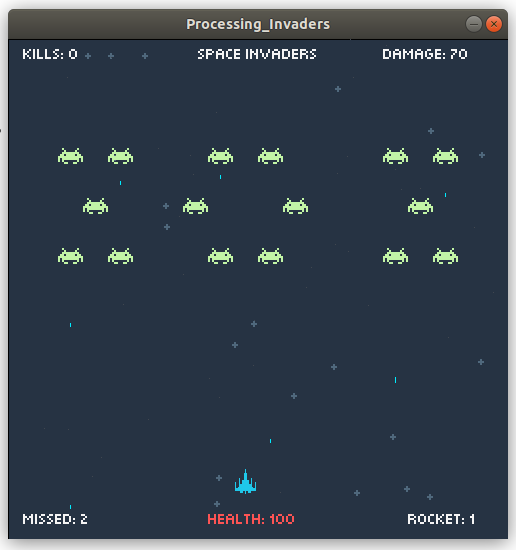 Processing_Invaders
KILLS: 0 SPACE INVADERS DAMAGE: 70
MISSED: 2 HEALTH: 100 ROCKET: 1